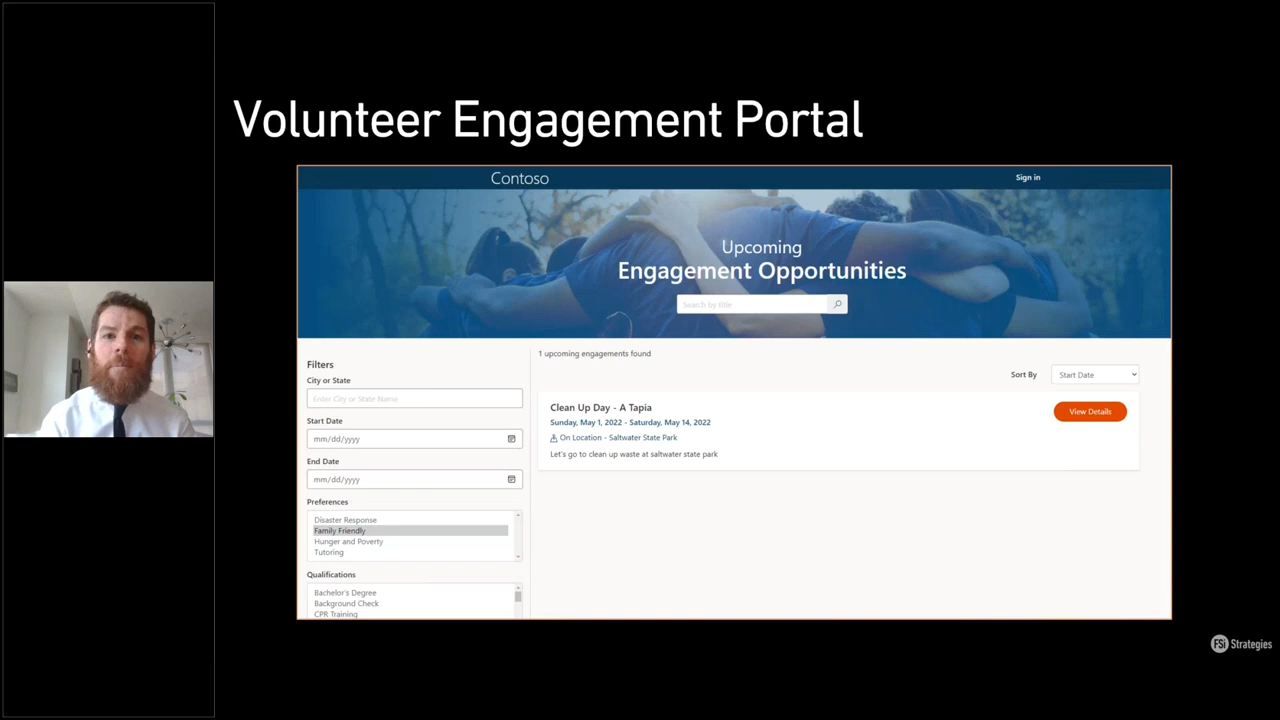 Volunteer Engagement Portal
Contoso
Sign in
Upcoming
Engagement Opportunities
Search by title
Filters
City or State
Enter City or State Name
Start Date
mm/dd/yyyy
End Date
mm/dd/yyyy
Preferences
Disaster Response
Family Friendly
Hunger and Poverty
Tutoring
Qualifications
Bachelor's Degree
Background Check
CPR Training
1 upcoming engagements found
Sort By
Start Date
Clean Up Day - A Tapia
View Details
Sunday, May 1, 2022 - Saturday, May 14, 2022
On Location - Saltwater State Park
Let's go to clean up waste at saltwater state park
FSi Strategies